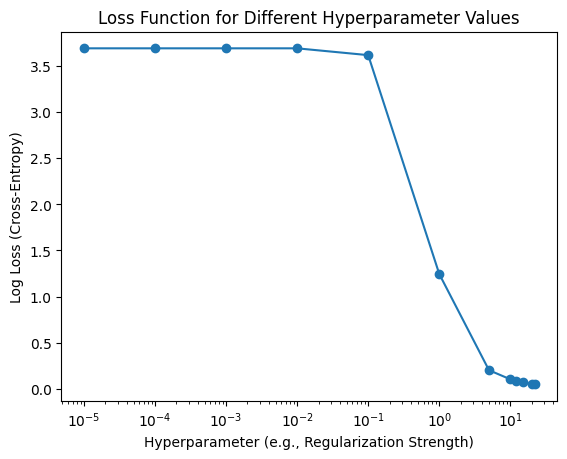 Loss Function for Different Hyperparameter Values
Log Loss (Cross-Entropy)
3.5
3.0
2.5
2.0
1.5
1.0
0.5
0.0
10⁻⁵ 10⁻⁴ 10⁻³ 10⁻² 10⁻¹ 10⁰ 10¹
Hyperparameter (e.g., Regularization Strength)